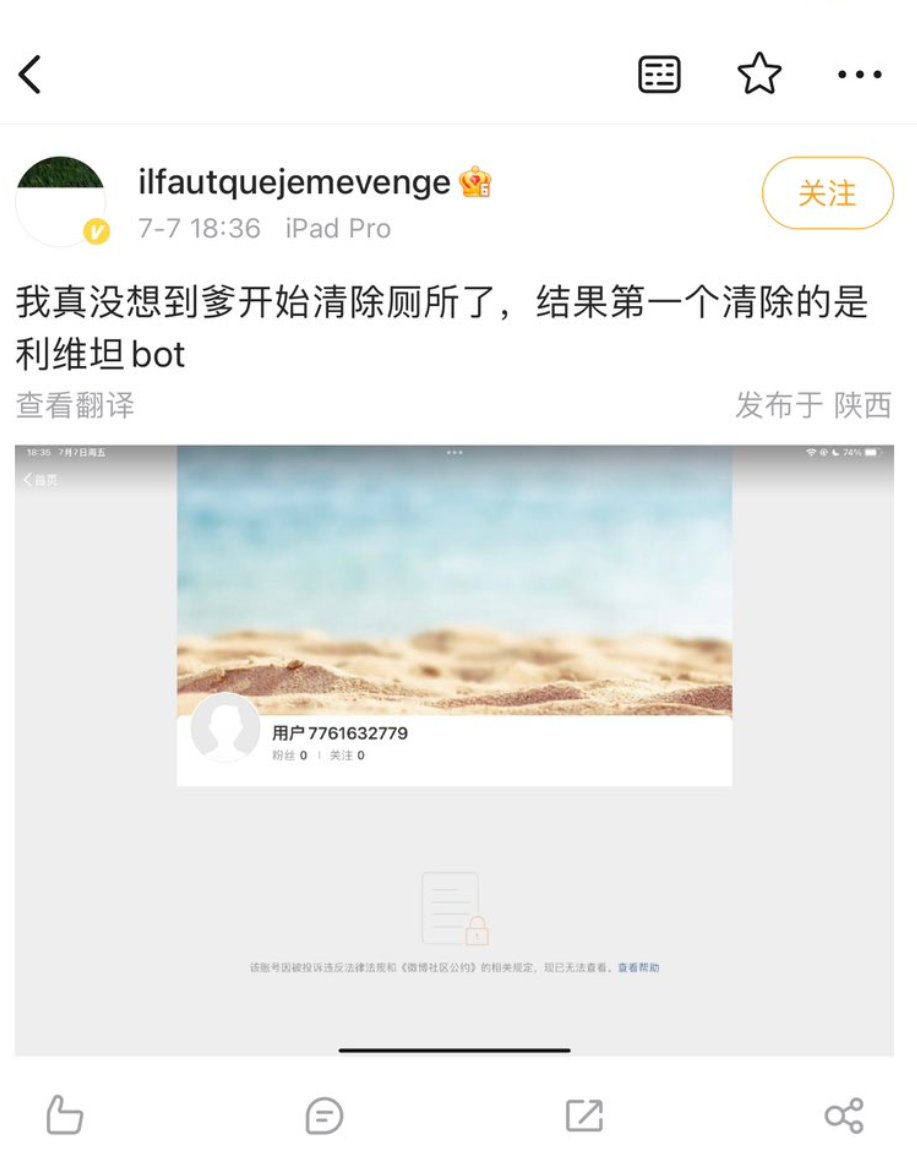 ilfautquejemevenge
7-7 18:36 iPad Pro
关注
我真没想到爹开始清除厕所了，结果第一个清除的是
利维坦bot
查看翻译
发布于 陕西
18:35 7月7日周五
74%
首页
用户7761632779
粉丝 0 | 关注 0
该账号因被投诉违反法律法规和《微博社区公约》的相关规定，现已无法查看。查看帮助